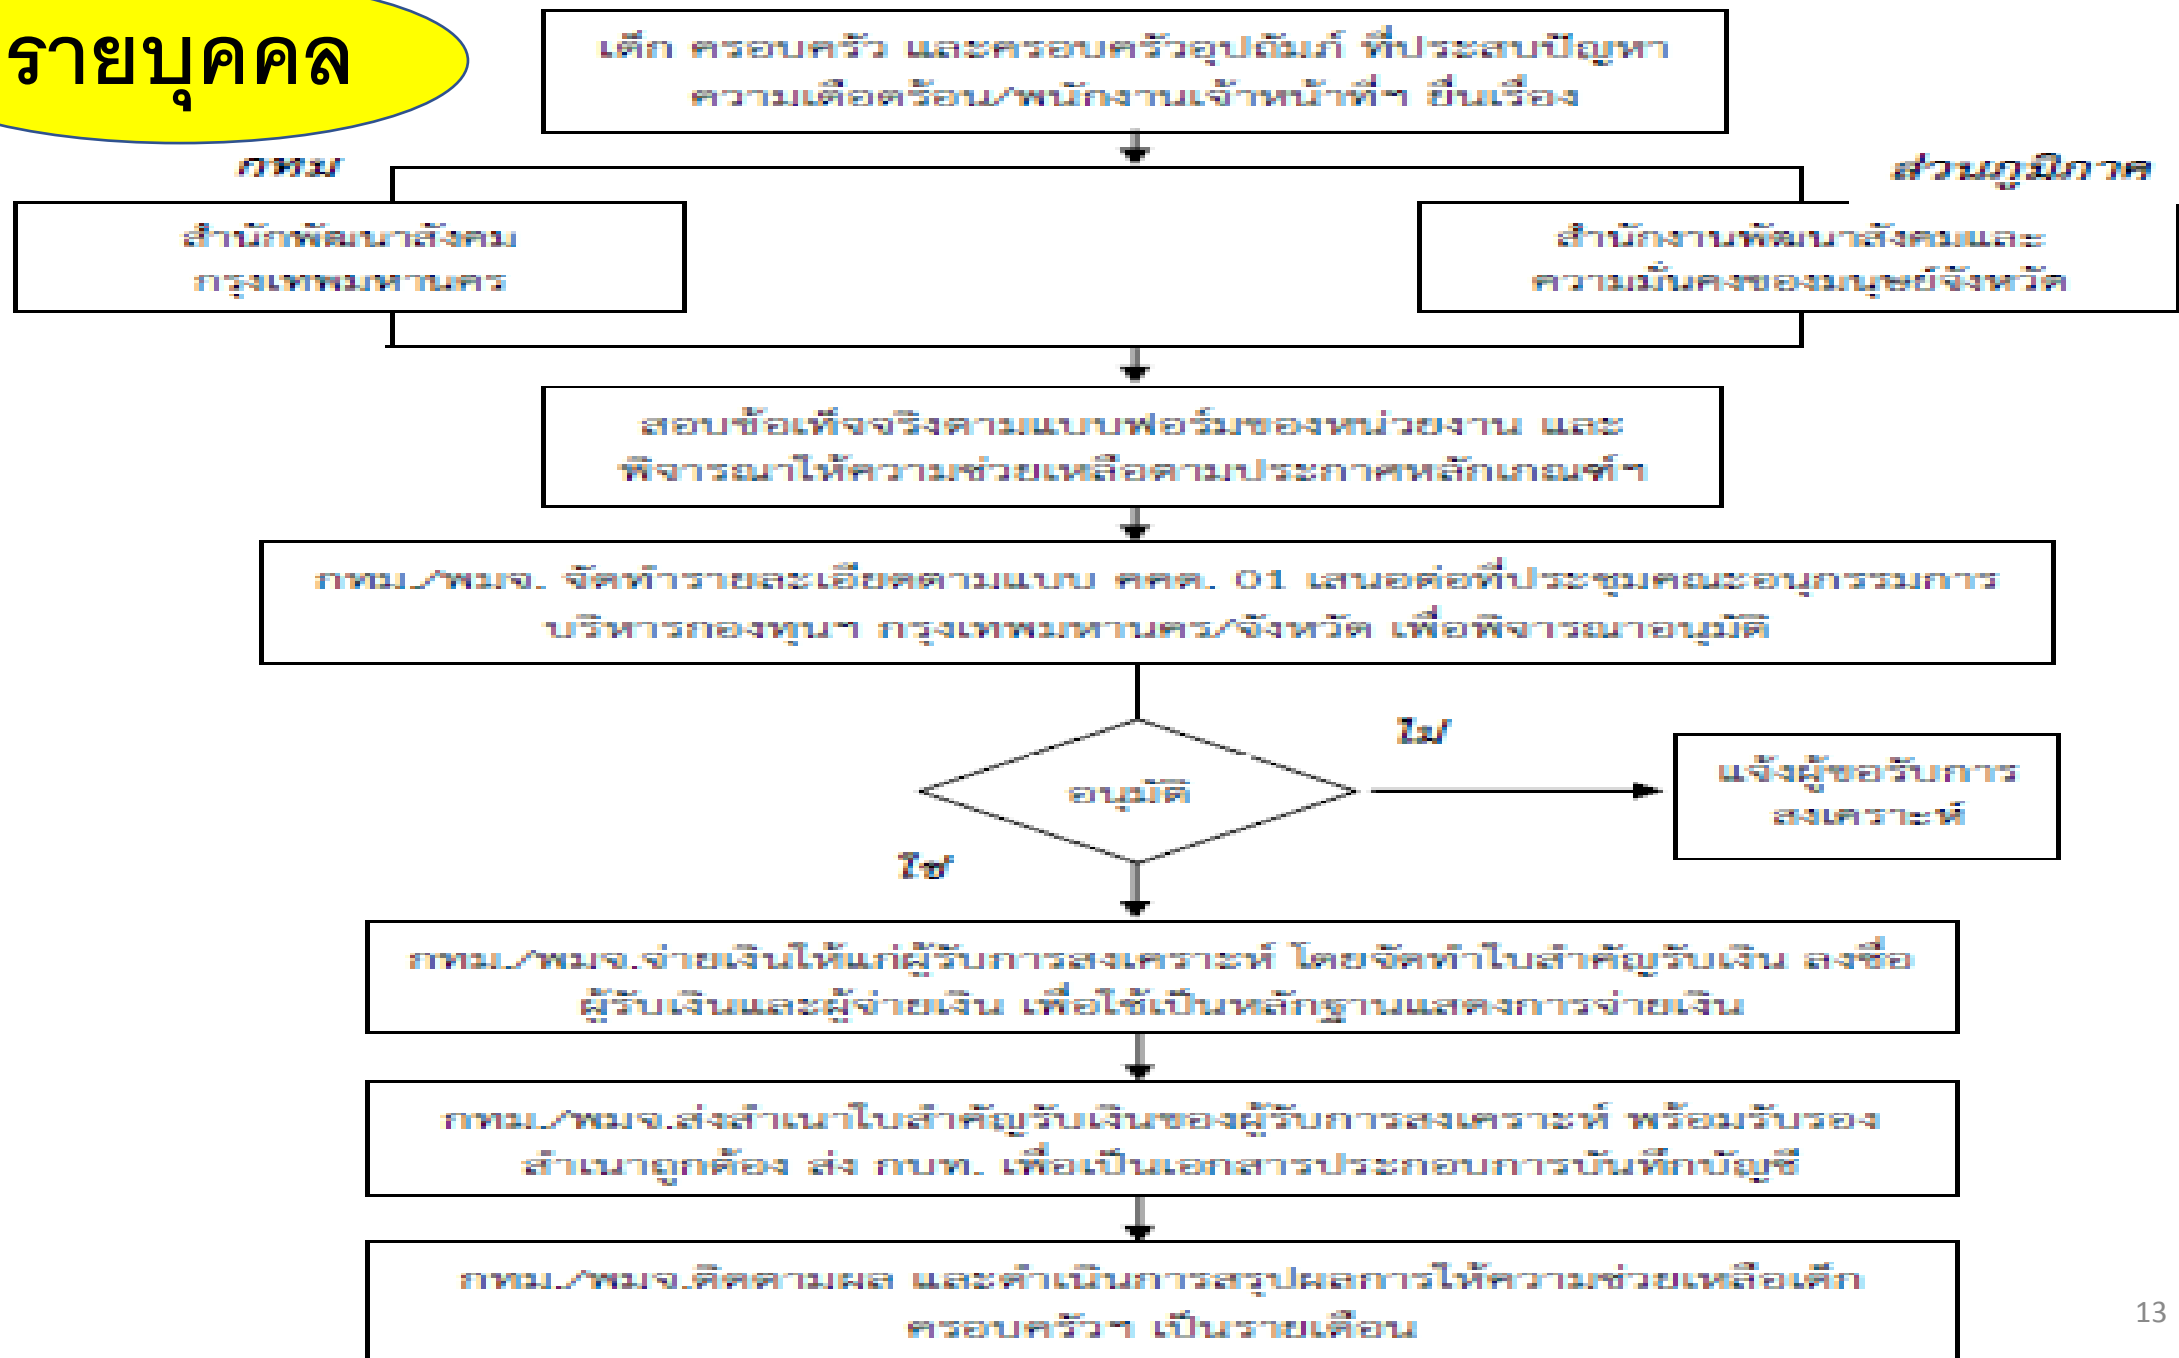 รายบุคคล
เด็ก ครอบครัว และครอบครัวอุปถัมภ์ ที่ประสบปัญหา
ความเดือดร้อน/พนักงานเจ้าหน้าที่ฯ ยื่นเรื่อง
กทม
ส่วนภูมิภาค
สำนักพัฒนาสังคม
กรุงเทพมหานคร
สำนักงานพัฒนาสังคมและ
ความมั่นคงของมนุษย์จังหวัด
สอบข้อเท็จจริงตามแบบฟอร์มของหน่วยงาน และ
พิจารณาให้ความช่วยเหลือตามประกาศหลักเกณฑ์ฯ
กทม./พมจ. จัดทำรายละเอียดตามแบบ คคด. 01 เสนอต่อที่ประชุมคณะอนุกรรมการ
บริหารกองทุนฯ กรุงเทพมหานคร/จังหวัด เพื่อพิจารณาอนุมัติ
อนุมัติ
ไม่
แจ้งผู้ขอรับการ
สงเคราะห์
ใช่
กทม./พมจ.จ่ายเงินให้แก่ผู้รับการสงเคราะห์ โดยจัดทำใบสำคัญรับเงิน ลงชื่อ
ผู้รับเงินและผู้จ่ายเงิน เพื่อใช้เป็นหลักฐานแสดงการจ่ายเงิน
กทม./พมจ.ส่งสำเนาใบสำคัญรับเงินของผู้รับการสงเคราะห์ พร้อมรับรอง
สำเนาถูกต้อง ส่ง กบท. เพื่อเป็นเอกสารประกอบการบันทึกบัญชี
กทม./พมจ.ติดตามผล และดำเนินการสรุปผลการให้ความช่วยเหลือเด็ก
ครอบครัวฯ เป็นรายเดือน
13